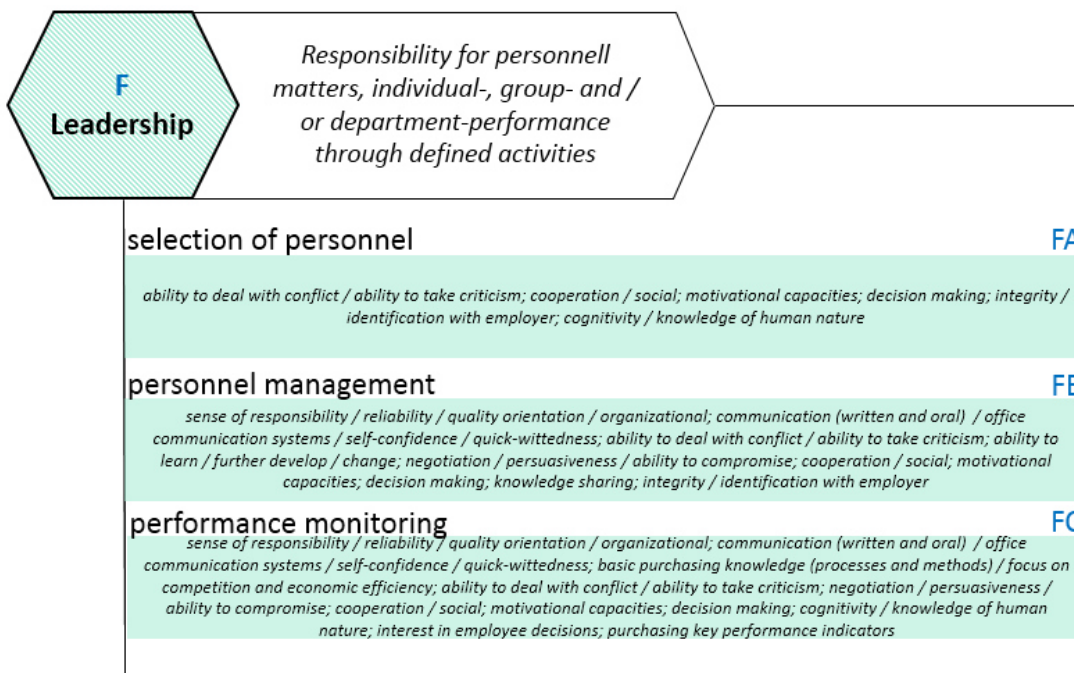 F
Leadership
Responsibility for personnell
matters, individual-, group- and /
or department-performance
through defined activities
selection of personnel FA
ability to deal with conflict / ability to take criticism; cooperation / social; motivational capacities; decision making; integrity /
identification with employer; cognitivity / knowledge of human nature
personnel management
sense of responsibility / reliability / quality orientation / organizational; communication (written and oral) / office
communication systems / self-confidence / quick-wittedness; ability to deal with conflict / ability to take criticism; ability to
learn / further develop / change; negotiation / persuasiveness / ability to compromise; cooperation / social; motivational
capacities; decision making; knowledge sharing; integrity / identification with employer
performance monitoring
sense of responsibility / reliability / quality orientation / organizational; communication (written and oral) / office
communication systems / self-confidence / quick-wittedness; basic purchasing knowledge (processes and methods) / focus on
competition and economic efficiency; ability to deal with conflict / ability to take criticism; negotiation / persuasiveness /
ability to compromise; cooperation / social; motivational capacities; decision making; cognitivity / knowledge of human
nature; interest in employee decisions; purchasing key performance indicators